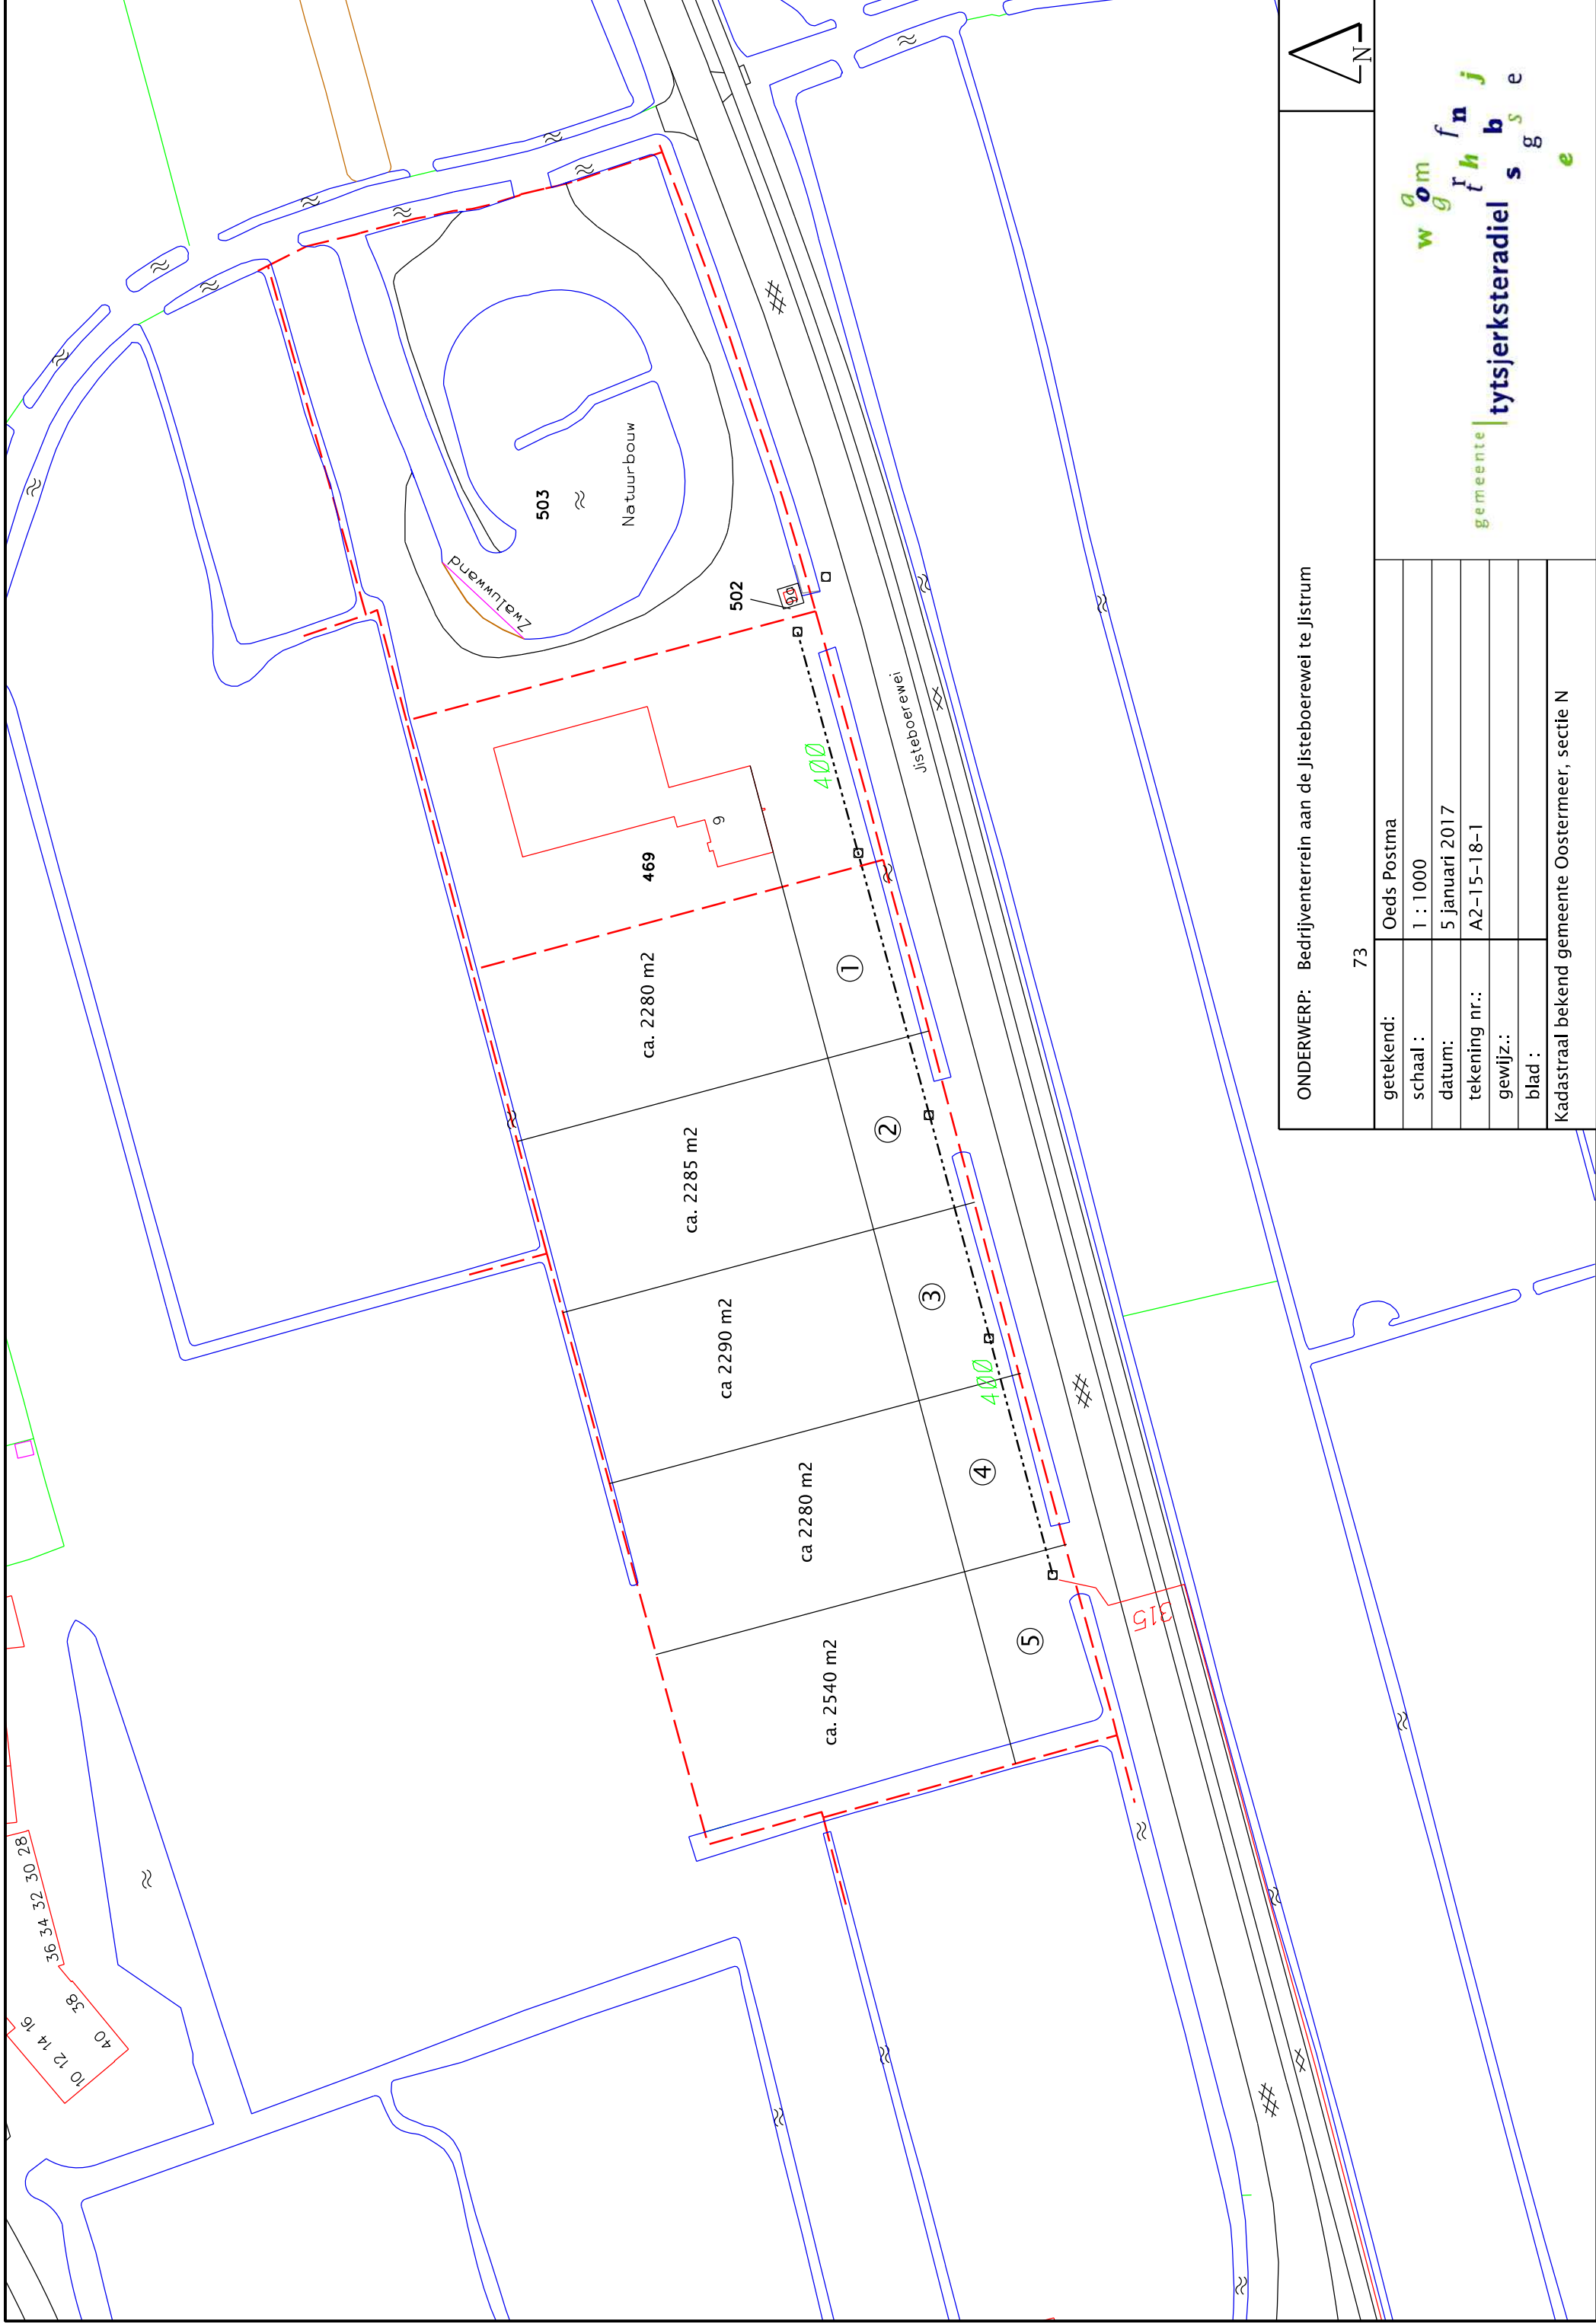 10 12 14 16
38
40
36 34 32 30 28
ca. 2540 m2
ca 2280 m2
ca 2290 m2
ca. 2285 m2
ca. 2280 m2
469
9
503
Natuurbouw
Zwaluwwand
502
9a
5
4
3
2
1
400
400
315
Jisteboerewei
ONDERWERP: Bedrijventerrein aan de Jisteboerewei te Jistrum
73
N
getekend: Oeds Postma
schaal : 1 : 1000
datum: 5 januari 2017
tekening nr.: A2-15-18-1
gewijz.:
blad :
Kadastraal bekend gemeente Oostermeer, sectie N
gemeente
tytsjerksteradiel
w a o m g
t r h f n j
s b g s e
e